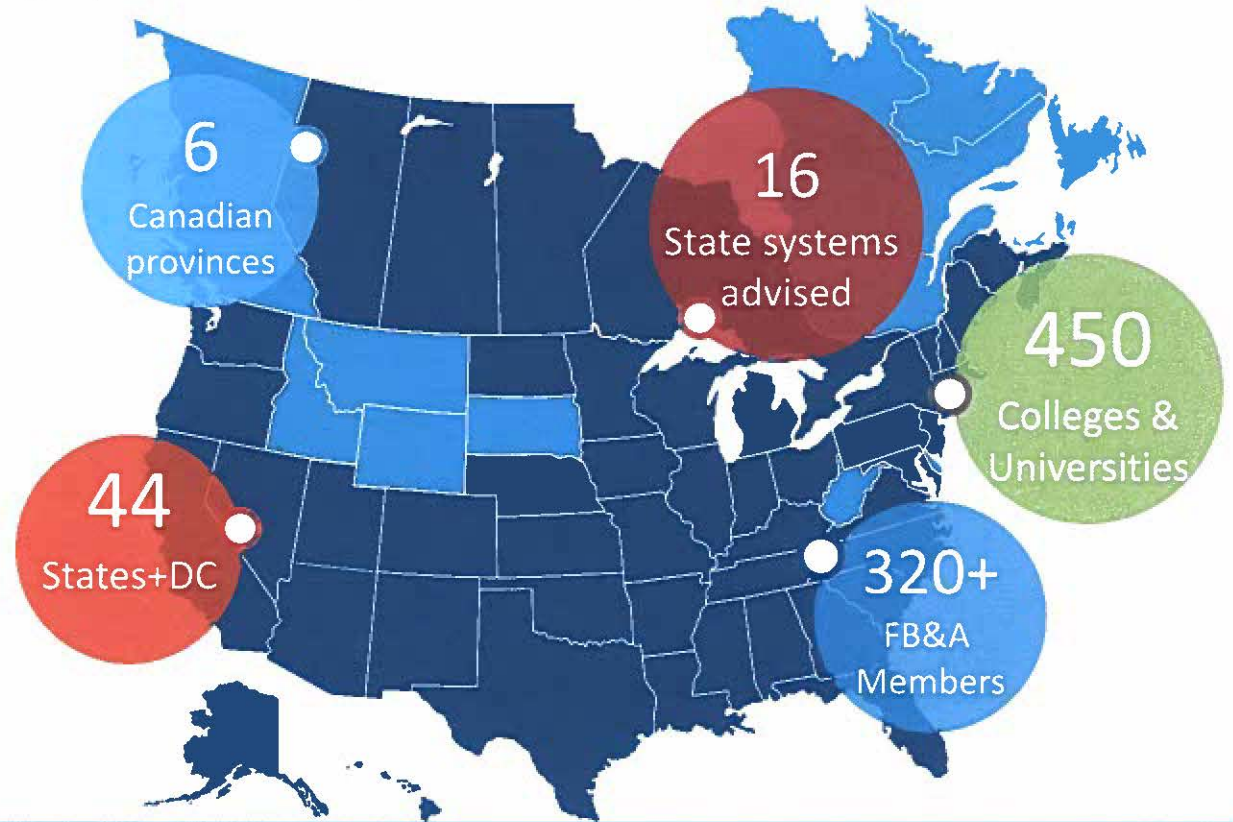 6
Canadian
provinces
16
State systems
advised
450
Colleges &
Universities
44
States+DC
320+
FB&A
Members